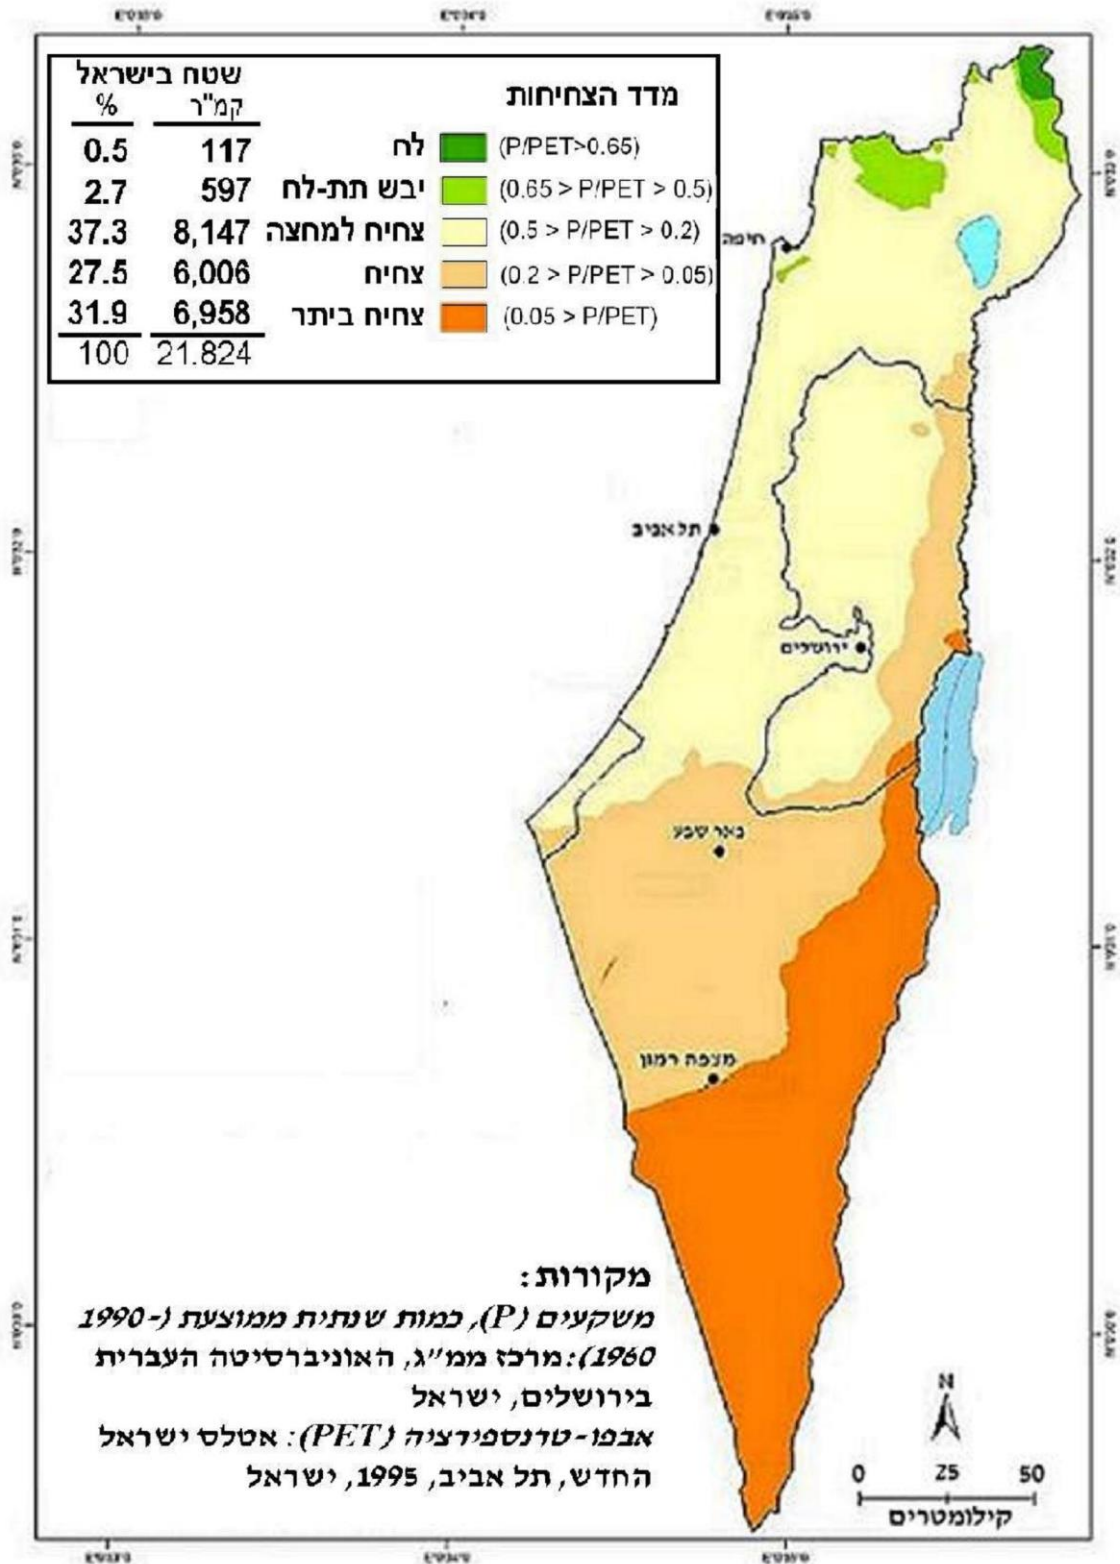 שטח בישראל
% קמ"ר
מדד הצחיחות
0.5 117 לח (P/PET>0.65)
2.7 597 יבש תת-לח (0.65 > P/PET > 0.5)
37.3 8,147 צחיח למחצה (0.5 > P/PET > 0.2)
27.5 6,006 צחיח (0.2 > P/PET > 0.05)
31.9 6,958 צחיח ביתר (0.05 > P/PET)
100 21.824
חיפה
תל אביב
ירושלים
באר שבע
מצפה רמון
מקורות:
משקעים (P), כמות שנתית ממוצעת (-1990
1960): מרכז ממ"ג, האוניברסיטה העברית
בירושלים, ישראל
אבפו-טרנספירציה (PET): אטלס ישראל
החדש, תל אביב, 1995, ישראל
N
0 25 50
קילומטרים